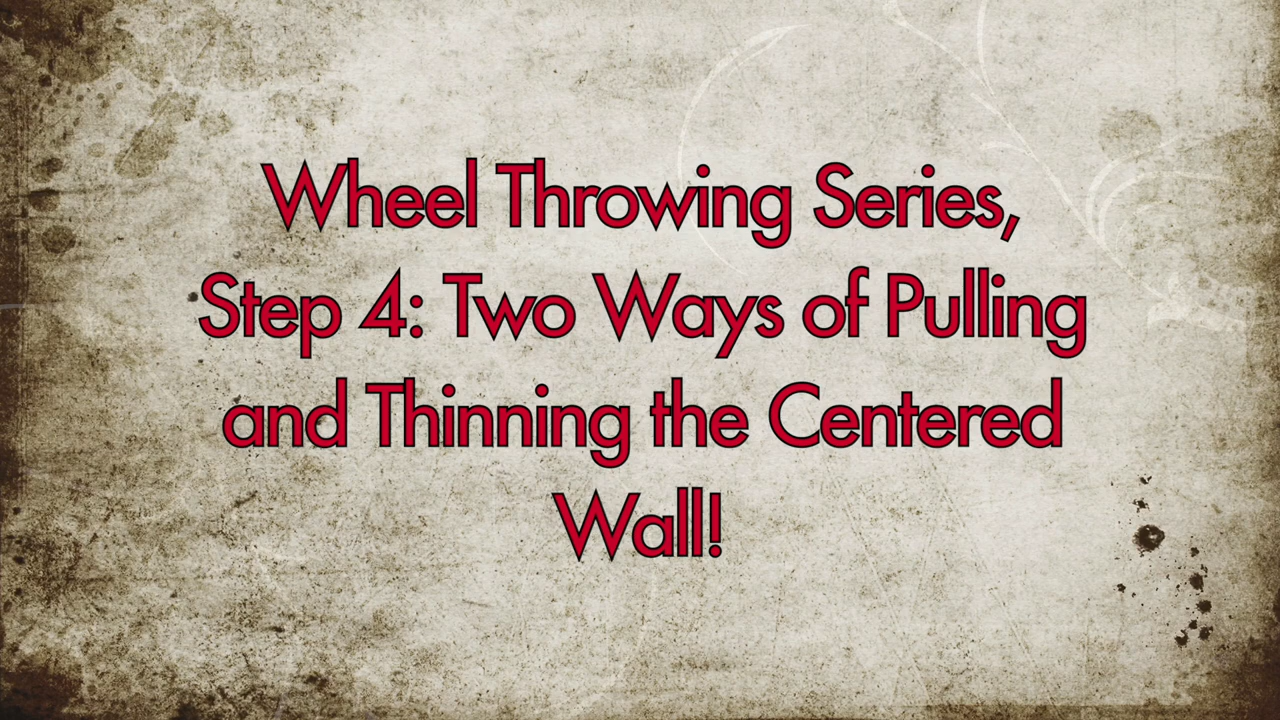 Wheel Throwing Series,
Step 4: Two Ways of Pulling
and Thinning the Centered
Wall!